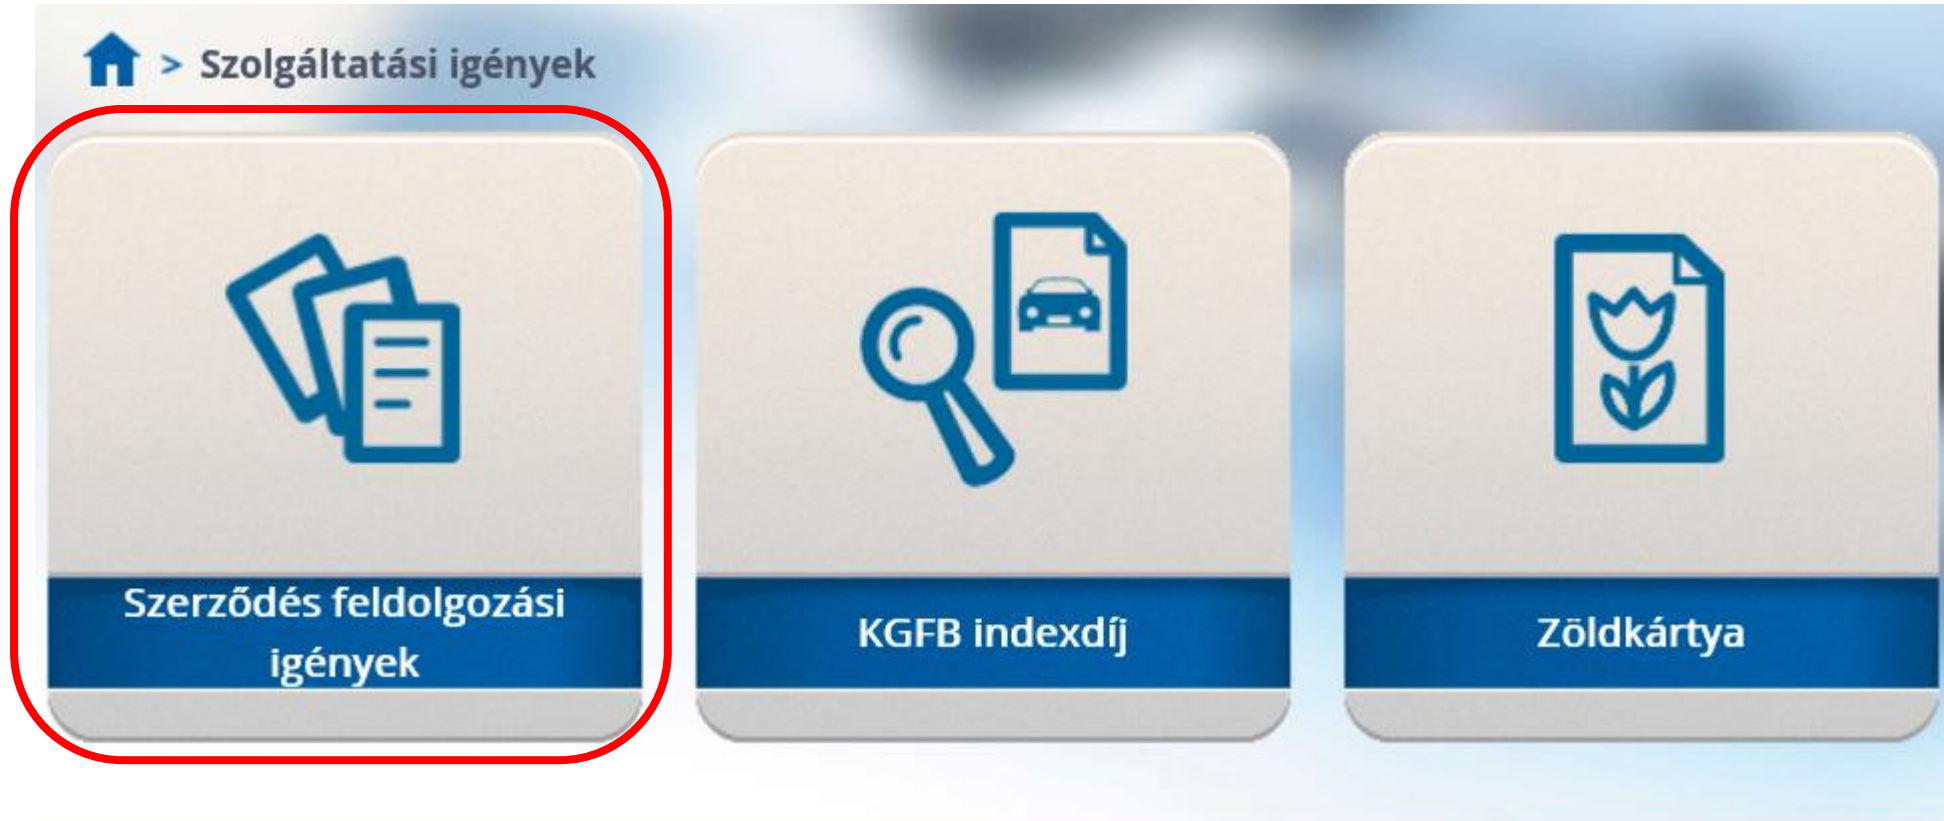 > Szolgáltatási igények
Szerződés feldolgozási
igények
KGFB indexdíj
Zöldkártya